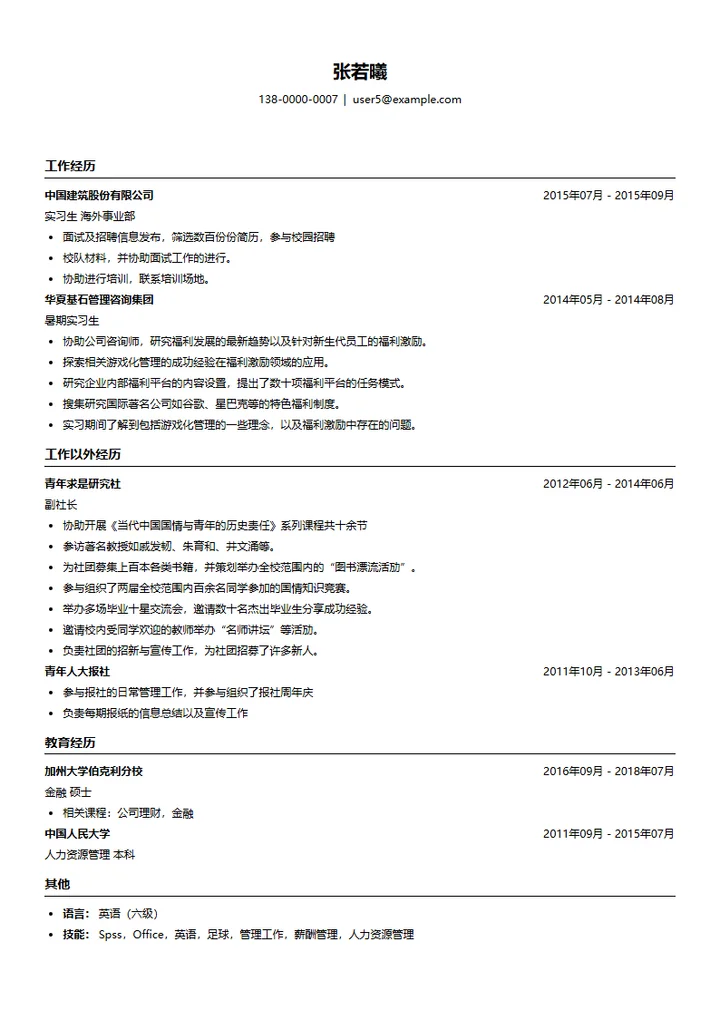 张若曦
138-0000-0007 | user5@example.com
工作经历
中国建筑股份有限公司 2015年07月 - 2015年09月
实习生 海外事业部
• 面试及招聘信息发布，筛选数百份份简历，参与校园招聘
• 校队材料，并协助面试工作的进行。
• 协助进行培训，联系培训场地。
华夏基石管理咨询集团 2014年05月 - 2014年08月
暑期实习生
• 协助公司咨询师，研究福利发展的最新趋势以及针对新生代员工的福利激励。
• 探索相关游戏化管理的成功经验在福利激励领域的应用。
• 研究企业内部福利平台的内容设置，提出了数十项福利平台的任务模式。
• 搜集研究国际著名公司如谷歌、星巴克等的特色福利制度。
• 实习期间了解到包括游戏化管理的一些理念，以及福利激励中存在的问题。
工作以外经历
青年求是研究社 2012年06月 - 2014年06月
副社长
• 协助开展《当代中国国情与青年的历史责任》系列课程共十余节
• 参访著名教授如戚发轫、朱育和、井文涌等。
• 为社团募集上百本各类书籍，并策划举办全校范围内的“图书漂流活动”。
• 参与组织了两届全校范围内百余名同学参加的国情知识竞赛。
• 举办多场毕业十星交流会，邀请数十名杰出毕业生分享成功经验。
• 邀请校内受同学欢迎的教师举办“名师讲坛”等活动。
• 负责社团的招新与宣传工作，为社团招募了许多新人。
青年人大报社 2011年10月 - 2013年06月
• 参与报社的日常管理工作，并参与组织了报社周年庆
• 负责每期报纸的信息总结以及宣传工作
教育经历
加州大学伯克利分校 2016年09月 - 2018年07月
金融 硕士
• 相关课程：公司理财，金融
中国人民大学 2011年09月 - 2015年07月
人力资源管理 本科
其他
• 语言： 英语（六级）
• 技能： Spss，Office，英语，足球，管理工作，薪酬管理，人力资源管理